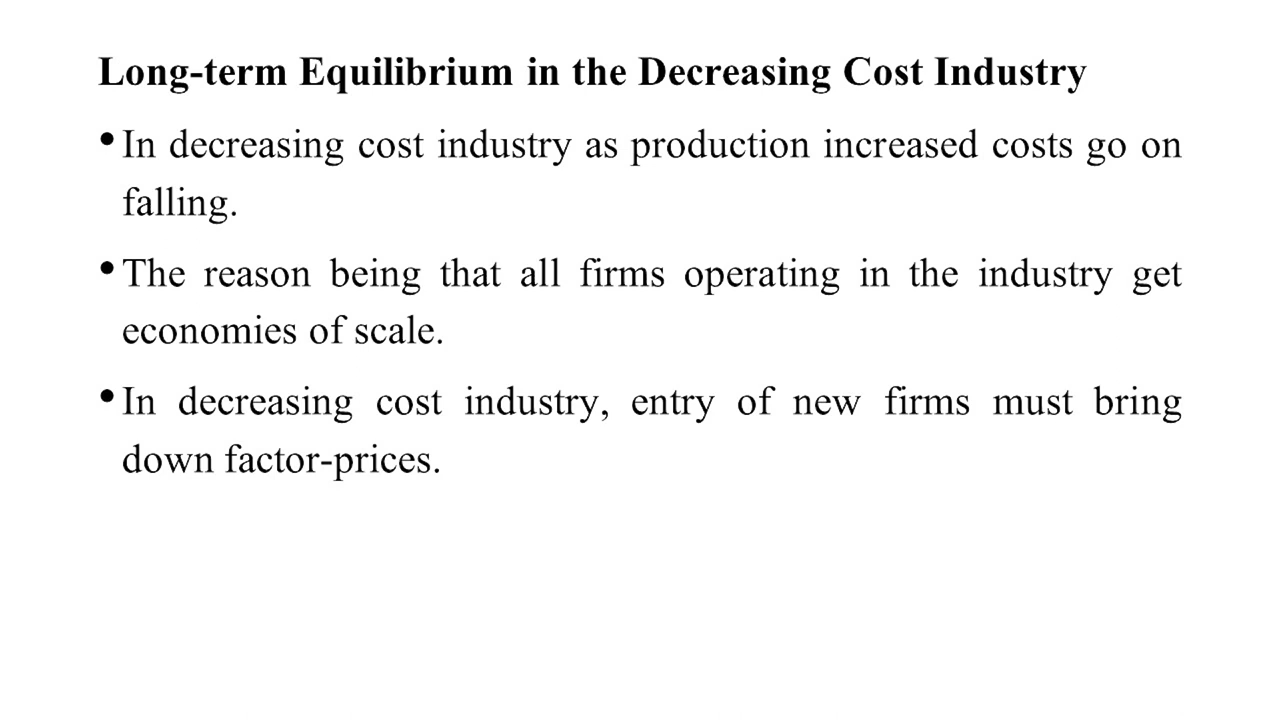 Long-term Equilibrium in the Decreasing Cost Industry
• In decreasing cost industry as production increased costs go on
falling.
• The reason being that all firms operating in the industry get
economies of scale.
• In decreasing cost industry, entry of new firms must bring
down factor-prices.